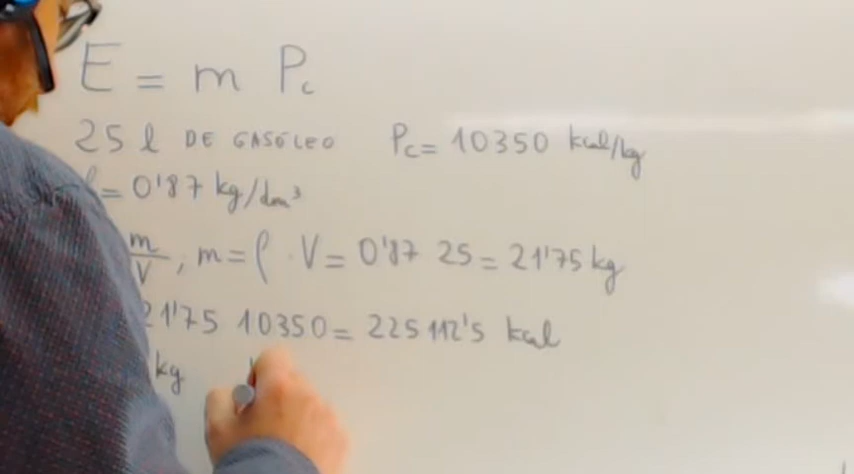 E = m Pc
25 l DE GASÓLEO Pc = 10350 kcal/kg
= 0'87 kg/dm³
m/V, m = ρ · V = 0'87 25 = 21'75 kg
21'75 10350 = 225112'5 kcal
kg